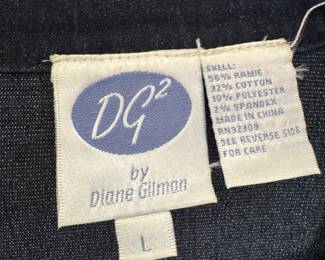 DG2
by
Diane Gilman
L
SHELL:
56% RAMIE
32% COTTON
10% POLYESTER
2% SPANDEX
MADE IN CHINA
RN32309
SEE REVERSE SIDE
FOR CARE